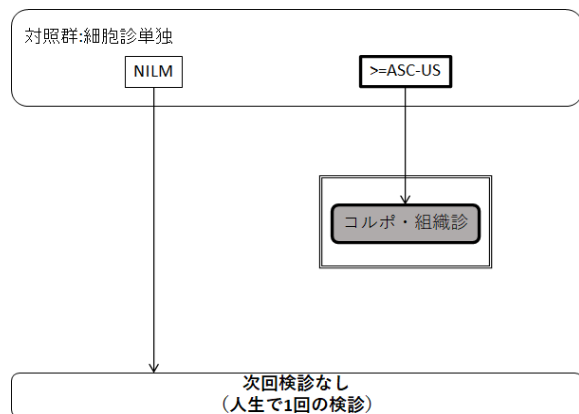 対照群:細胞診単独
NILM
>=ASC-US
コルポ・組織診
次回検診なし
（人生で1回の検診）